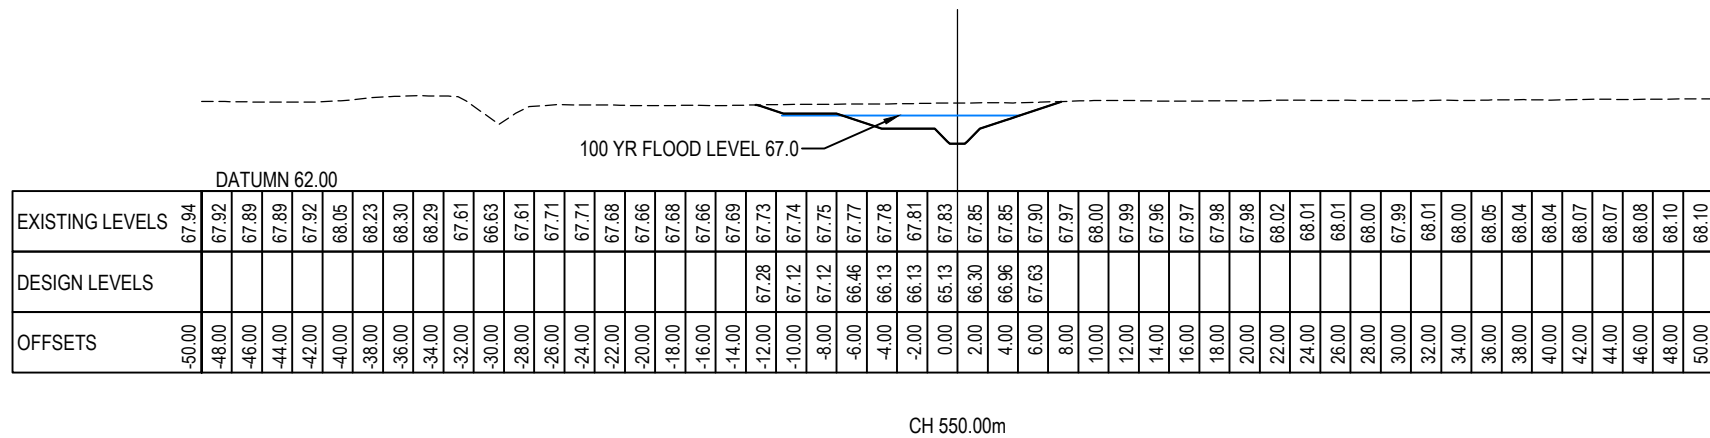 100 YR FLOOD LEVEL 67.0
DATUMN 62.00
EXISTING LEVELS 67.94 67.92 67.89 67.89 67.92 68.05 68.23 68.30 68.29 67.61 66.63 67.61 67.71 67.71 67.68 67.66 67.68 67.66 67.69 67.73 67.74 67.75 67.77 67.78 67.81 67.83 67.85 67.85 67.90 67.97 68.00 67.99 67.96 67.97 67.98 67.98 68.02 68.01 68.01 68.00 67.99 68.01 68.00 68.05 68.04 68.04 68.07 68.07 68.08 68.10 68.10
DESIGN LEVELS 67.28 67.12 67.12 66.46 66.13 66.13 65.13 66.30 66.96 67.63
OFFSETS -50.00 -48.00 -46.00 -44.00 -42.00 -40.00 -38.00 -36.00 -34.00 -32.00 -30.00 -28.00 -26.00 -24.00 -22.00 -20.00 -18.00 -16.00 -14.00 -12.00 -10.00 -8.00 -6.00 -4.00 -2.00 0.00 2.00 4.00 6.00 8.00 10.00 12.00 14.00 16.00 18.00 20.00 22.00 24.00 26.00 28.00 30.00 32.00 34.00 36.00 38.00 40.00 42.00 44.00 46.00 48.00 50.00
CH 550.00m